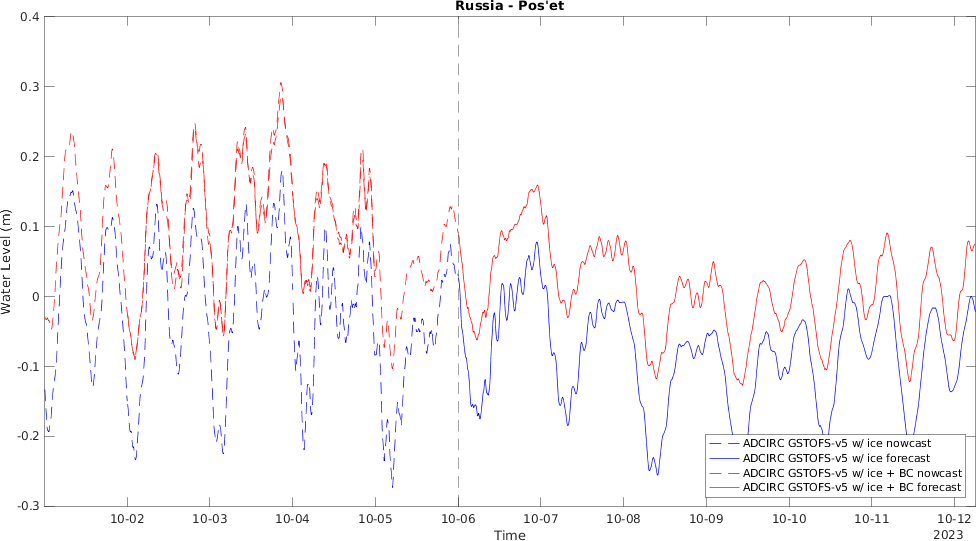 Russia - Pos'et
Water Level (m)
0.4
0.3
0.2
0.1
0
-0.1
-0.2
-0.3
ADCIRC GSTOFS-v5 w/ ice nowcast
ADCIRC GSTOFS-v5 w/ ice forecast
ADCIRC GSTOFS-v5 w/ ice + BC nowcast
ADCIRC GSTOFS-v5 w/ ice + BC forecast
10-02 10-03 10-04 10-05 10-06 10-07 10-08 10-09 10-10 10-11 10-12
Time
2023